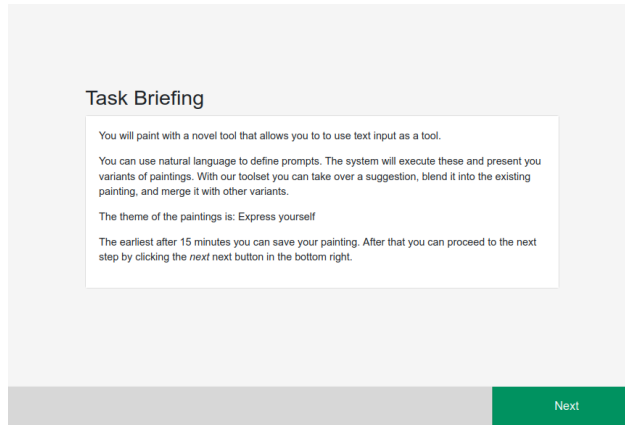 Task Briefing
You will paint with a novel tool that allows you to to use text input as a tool.
You can use natural language to define prompts. The system will execute these and present you
variants of paintings. With our toolset you can take over a suggestion, blend it into the existing
painting, and merge it with other variants.
The theme of the paintings is: Express yourself
The earliest after 15 minutes you can save your painting. After that you can proceed to the next
step by clicking the next next button in the bottom right.
Next